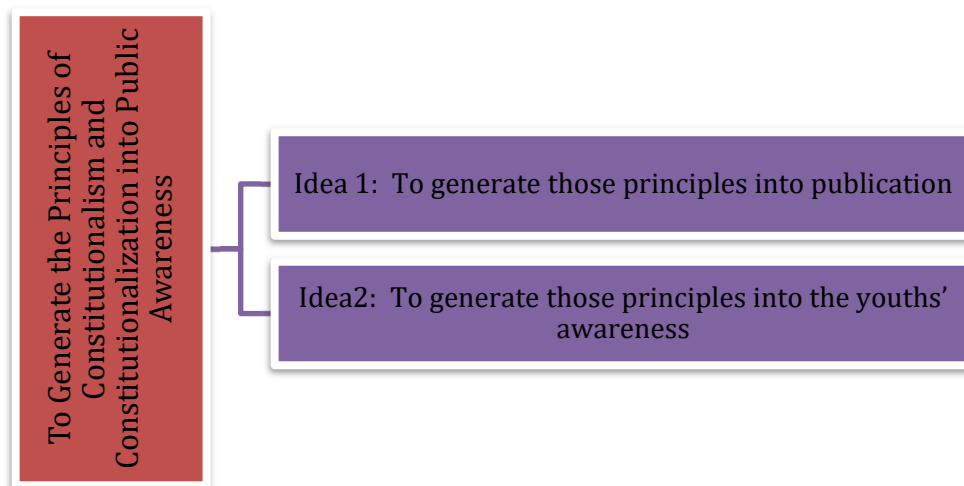 To Generate the Principles of
Constitutionalism and
Constitutionalization into Public
Awareness
Idea 1:  To generate those principles into publication
Idea2:  To generate those principles into the youths’
awareness